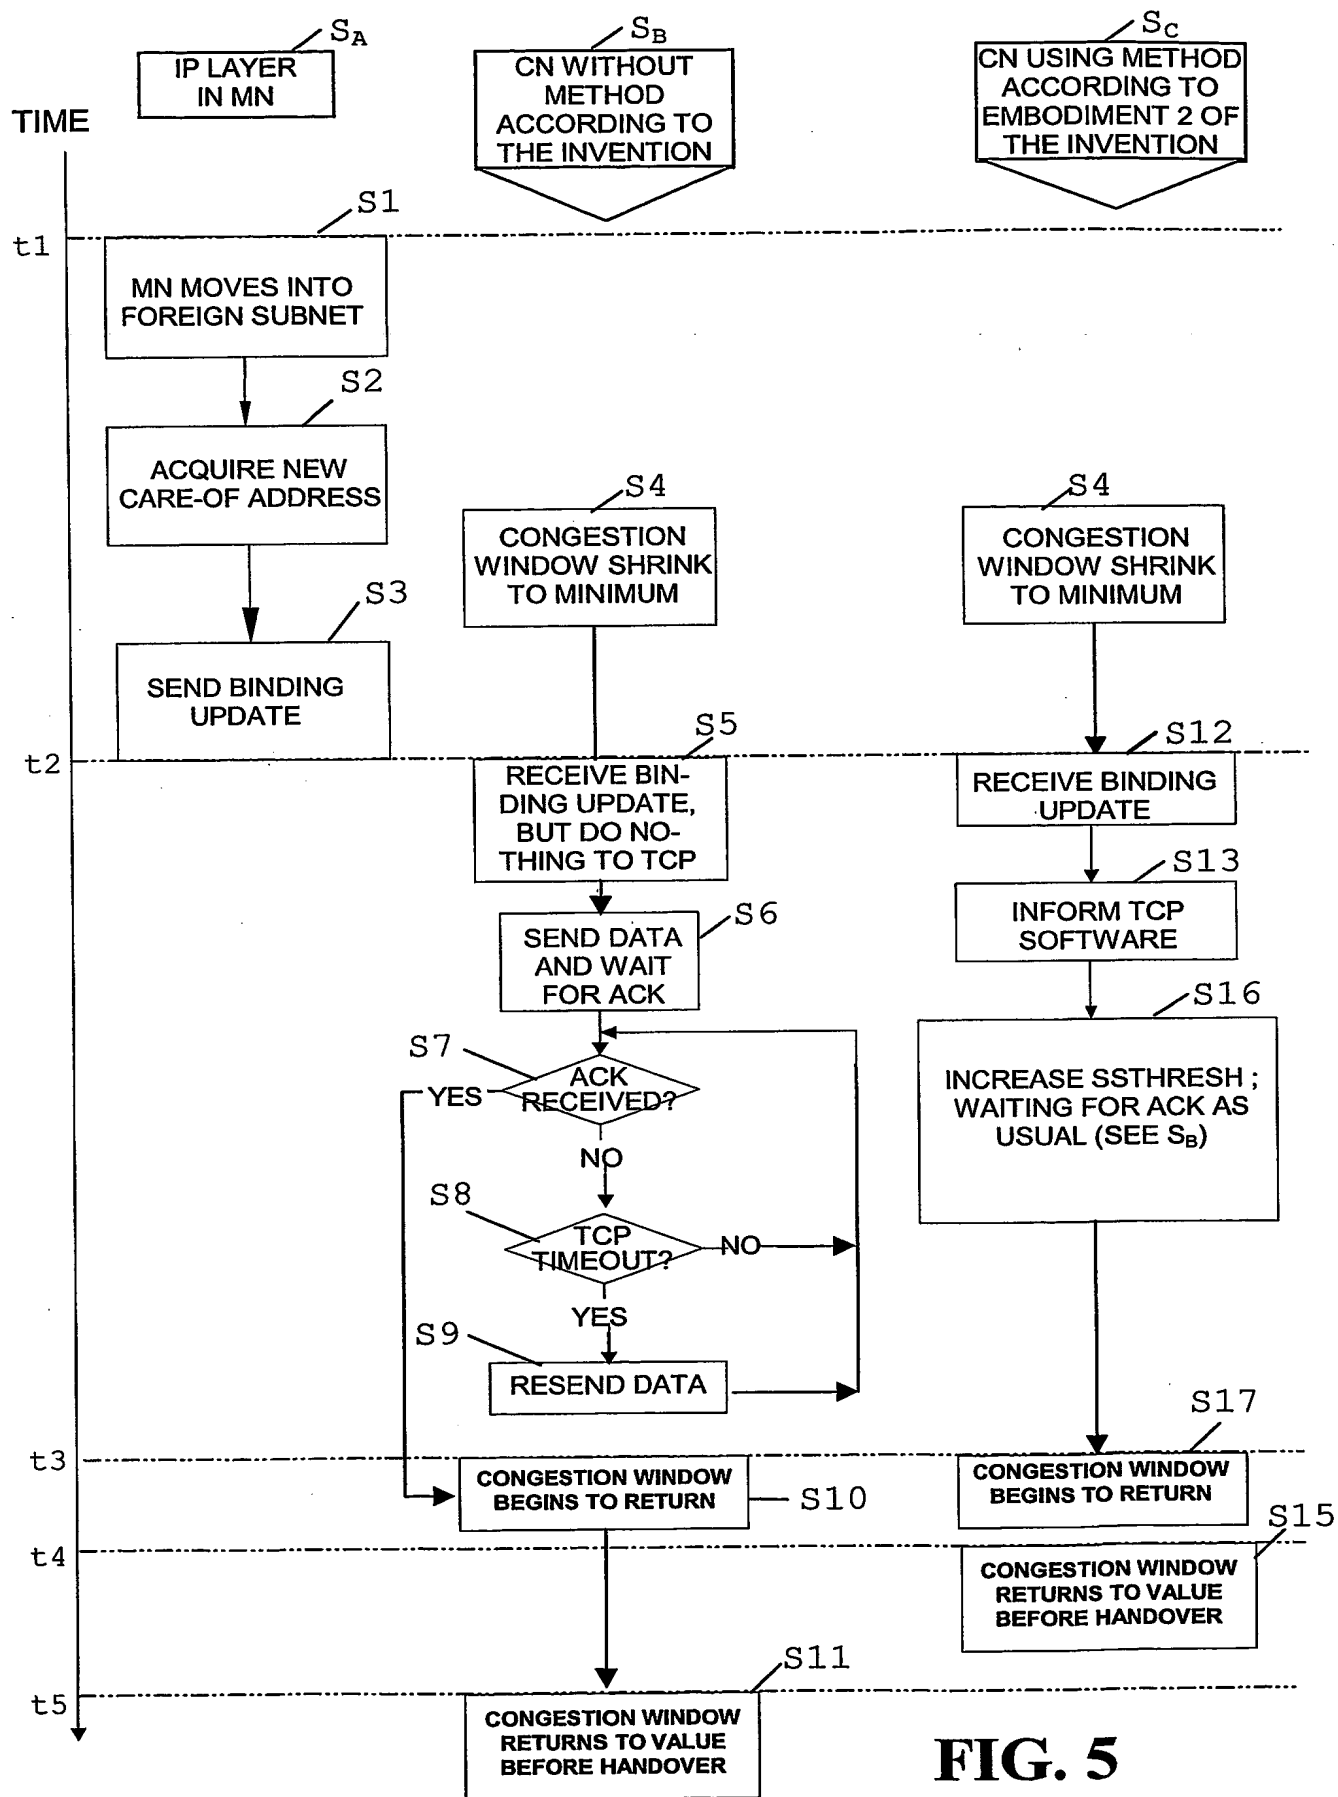 S_A
IP LAYER
IN MN
S_B
CN WITHOUT
METHOD
ACCORDING TO
THE INVENTION
S_C
CN USING METHOD
ACCORDING TO
EMBODIMENT 2 OF
THE INVENTION
TIME
t1
S1
MN MOVES INTO
FOREIGN SUBNET
S2
ACQUIRE NEW
CARE-OF ADDRESS
S3
SEND BINDING
UPDATE
S4
CONGESTION
WINDOW SHRINK
TO MINIMUM
S4
CONGESTION
WINDOW SHRINK
TO MINIMUM
t2
S5
RECEIVE BIN-
DING UPDATE,
BUT DO NO-
THING TO TCP
S12
RECEIVE BINDING
UPDATE
S13
INFORM TCP
SOFTWARE
S6
SEND DATA
AND WAIT
FOR ACK
S16
INCREASE SSTHRESH ;
WAITING FOR ACK AS
USUAL (SEE S_B)
S7
ACK
RECEIVED?
YES
NO
S8
TCP
TIMEOUT?
NO
YES
S9
RESEND DATA
t3
CONGESTION WINDOW
BEGINS TO RETURN
S10
S17
CONGESTION WINDOW
BEGINS TO RETURN
t4
S15
CONGESTION WINDOW
RETURNS TO VALUE
BEFORE HANDOVER
t5
S11
CONGESTION WINDOW
RETURNS TO VALUE
BEFORE HANDOVER
FIG. 5